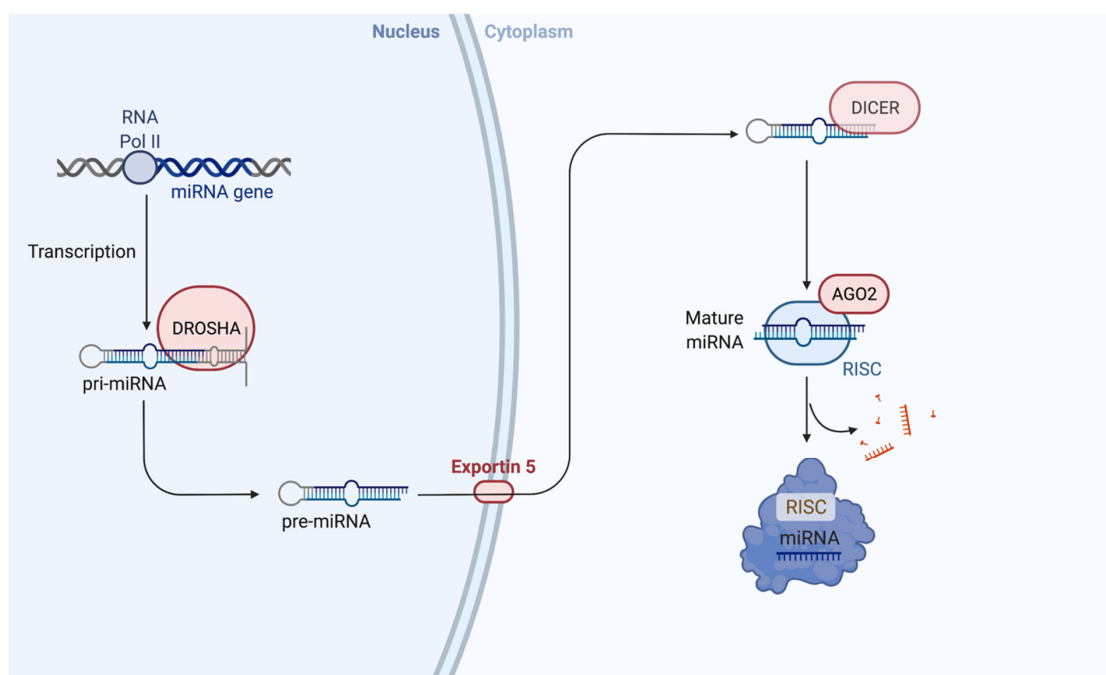 Nucleus
Cytoplasm
RNA
Pol II
miRNA gene
Transcription
DROSHA
pri-miRNA
pre-miRNA
Exportin 5
DICER
AGO2
Mature
miRNA
RISC
RISC
miRNA